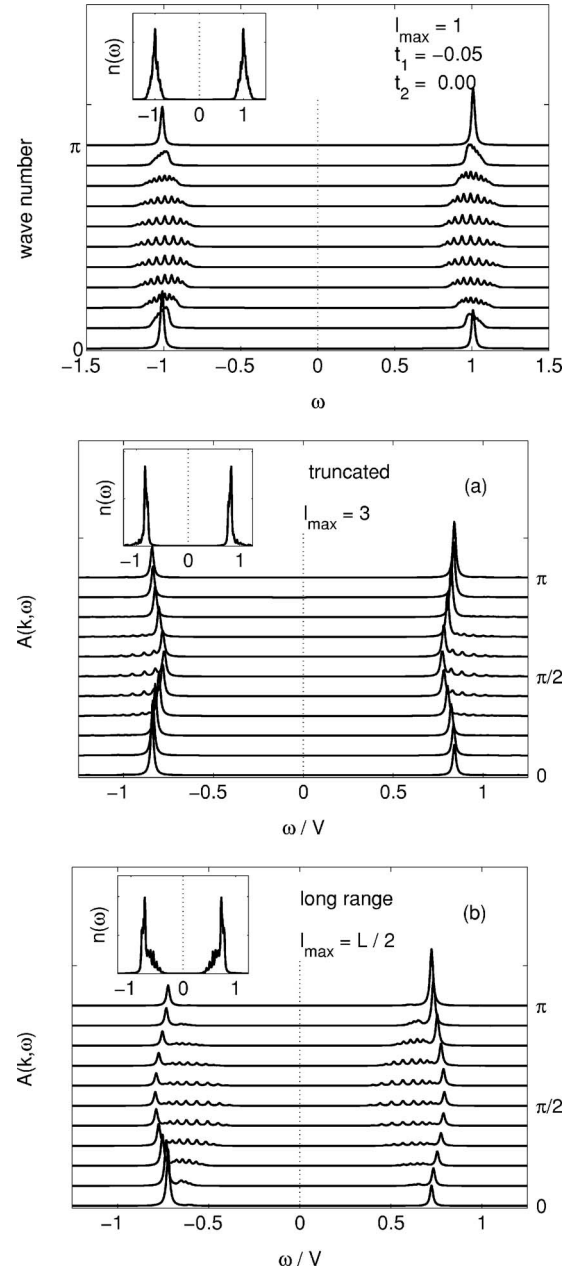 n(ω)
−1 0 1
l_max = 1
t_1 = −0.05
t_2 = 0.00
π
wave number
0
−1.5 −1 −0.5 0 0.5 1 1.5
ω
n(ω)
−1 0 1
truncated
(a)
l_max = 3
A(k,ω)
π
π/2
0
−1 −0.5 0 0.5 1
ω / V
n(ω)
−1 0 1
long range
(b)
l_max = L / 2
A(k,ω)
π
π/2
0
−1 −0.5 0 0.5 1
ω / V